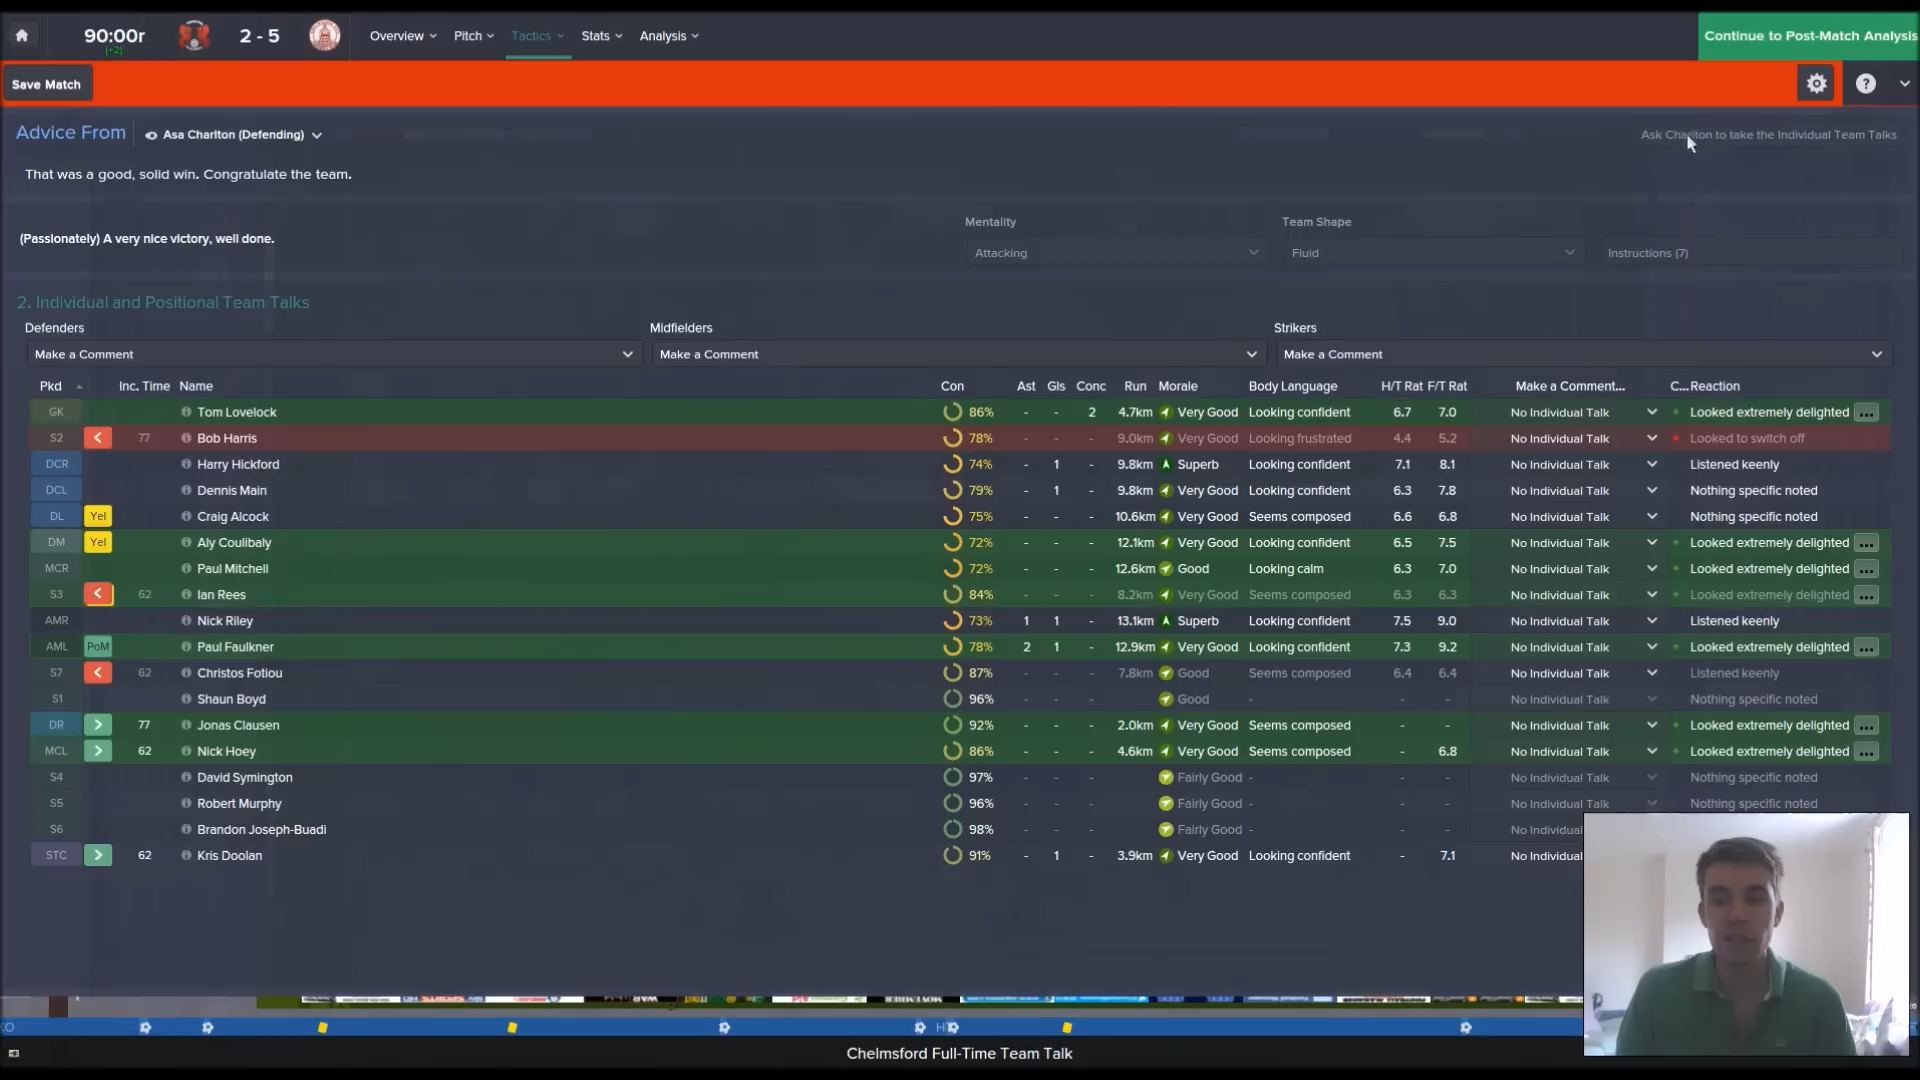 90:00r 2 - 5 Overview Pitch Tactics Stats Analysis Continue to Post-Match Analysis
(+2)
Save Match ?
Advice From Asa Charlton (Defending) Ask Charlton to take the Individual Team Talks
That was a good, solid win. Congratulate the team.
Mentality Team Shape
(Passionately) A very nice victory, well done.
Attacking Fluid Instructions (7)
2. Individual and Positional Team Talks
Defenders Midfielders Strikers
Make a Comment Make a Comment Make a Comment
Pkd Inc. Time Name Con Ast Gls Conc Run Morale Body Language H/T Rat F/T Rat Make a Comment... C... Reaction
GK Tom Lovelock 86% - - 2 4.7km Very Good Looking confident 6.7 7.0 No Individual Talk Looked extremely delighted ...
S2 77 Bob Harris 78% - - - 9.0km Very Good Looking frustrated 4.4 5.2 No Individual Talk Looked to switch off
DCR Harry Hickford 74% - 1 - 9.8km Superb Looking confident 7.1 8.1 No Individual Talk Listened keenly
DCL Dennis Main 79% - 1 - 9.8km Very Good Looking confident 6.3 7.8 No Individual Talk Nothing specific noted
DL Yel Craig Alcock 75% - - - 10.6km Very Good Seems composed 6.6 6.8 No Individual Talk Nothing specific noted
DM Yel Aly Coulibaly 72% - - - 12.1km Very Good Looking confident 6.5 7.5 No Individual Talk Looked extremely delighted ...
MCR Paul Mitchell 72% - - - 12.6km Good Looking calm 6.3 7.0 No Individual Talk Looked extremely delighted ...
S3 62 Ian Rees 84% - - - 8.2km Very Good Seems composed 6.3 6.3 No Individual Talk Looked extremely delighted ...
AMR Nick Riley 73% 1 1 - 13.1km Superb Looking confident 7.5 9.0 No Individual Talk Listened keenly
AML PoM Paul Faulkner 78% 2 1 - 12.9km Very Good Looking confident 7.3 9.2 No Individual Talk Looked extremely delighted ...
S7 62 Christos Fotiou 87% - - - 7.8km Good Seems composed 6.4 6.4 No Individual Talk Listened keenly
S1 Shaun Boyd 96% - - - Good - - No Individual Talk Nothing specific noted
DR 77 Jonas Clausen 92% - - - 2.0km Very Good Seems composed - - No Individual Talk Looked extremely delighted ...
MCL 62 Nick Hoey 86% - - - 4.6km Very Good Seems composed - 6.8 No Individual Talk Looked extremely delighted ...
S4 David Symington 97% - - - Fairly Good - - - No Individual Talk Nothing specific noted
S5 Robert Murphy 96% - - - Fairly Good - - - No Individual Talk Nothing specific noted
S6 Brandon Joseph-Buadi 98% - - - Fairly Good - - - No Individual
STC 62 Kris Doolan 91% - 1 - 3.9km Very Good Looking confident - 7.1 No Individual
Chelmsford Full-Time Team Talk